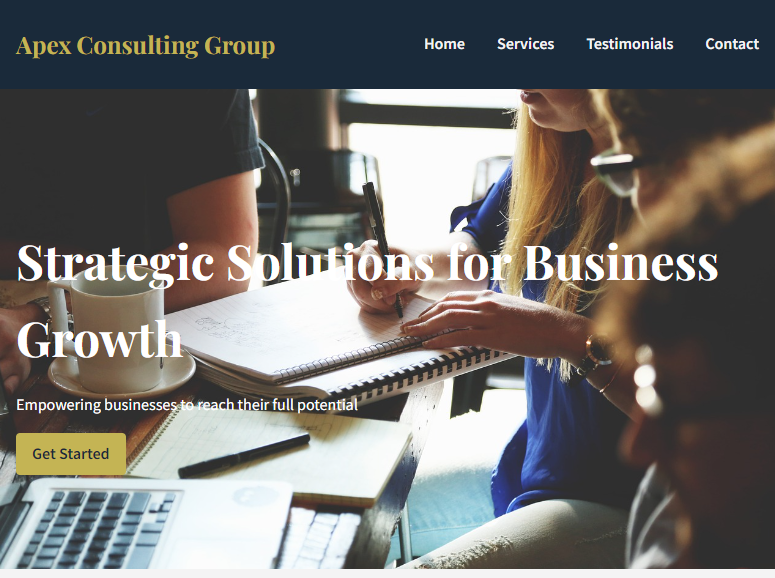 Apex Consulting Group
Home Services Testimonials Contact
Strategic Solutions for Business
Growth
Empowering businesses to reach their full potential
Get Started